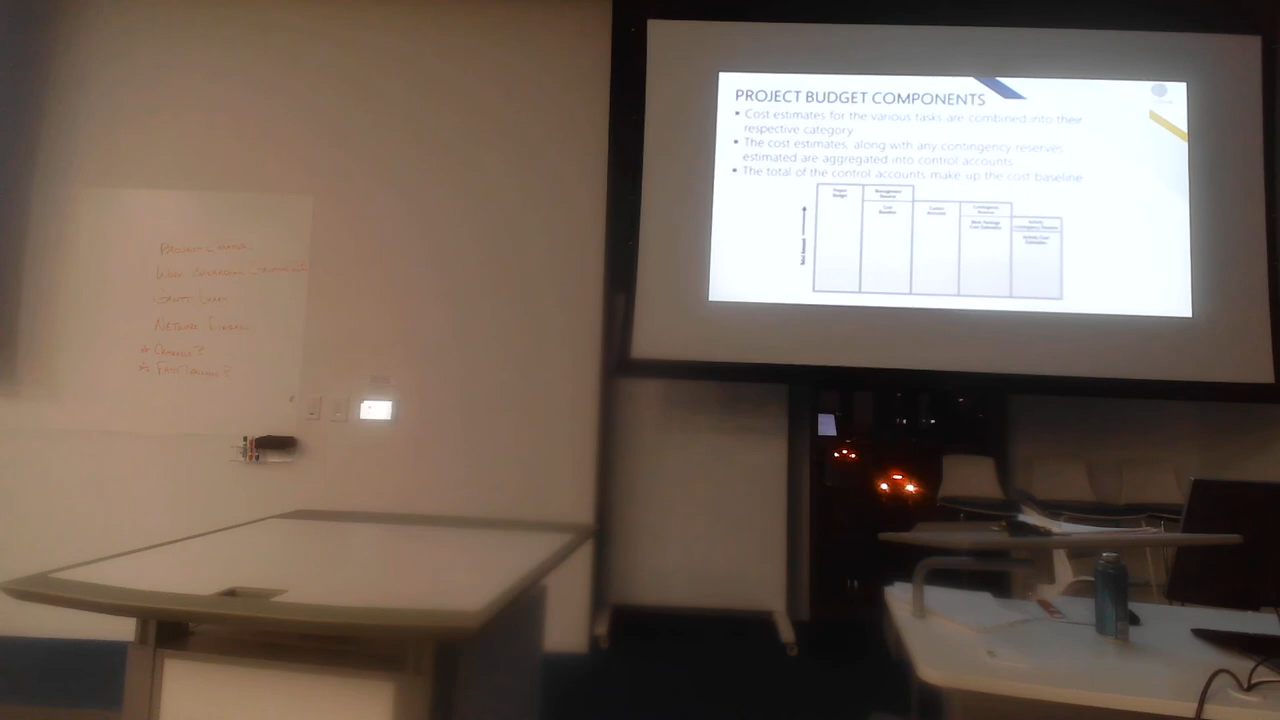 PROJECT BUDGET COMPONENTS
Cost estimates for the various tasks are combined into their
respective category
The cost estimates, along with any contingency reserves
estimated are aggregated into control accounts
The total of the control accounts make up the cost baseline
Project
Budget
Management
Reserve
Cost
Baseline
Control
Accounts
Contingency
Reserve
Work Package
Cost Estimates
Activity
Contingency Reserve
Activity Cost
Estimates
Total Amount
Project
Work Breakdown
Gantt Chart
Network Diagram